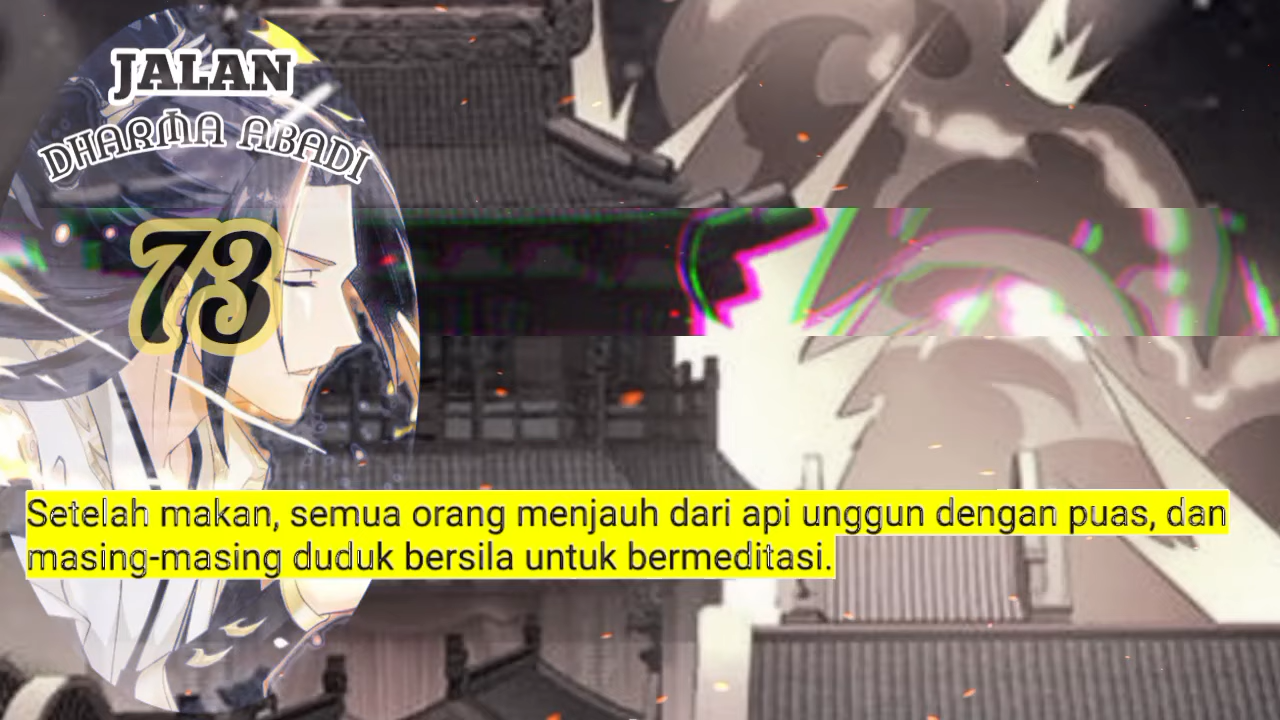 JALAN
DHARMA ABADI
73
Setelah makan, semua orang menjauh dari api unggun dengan puas, dan
masing-masing duduk bersila untuk bermeditasi.